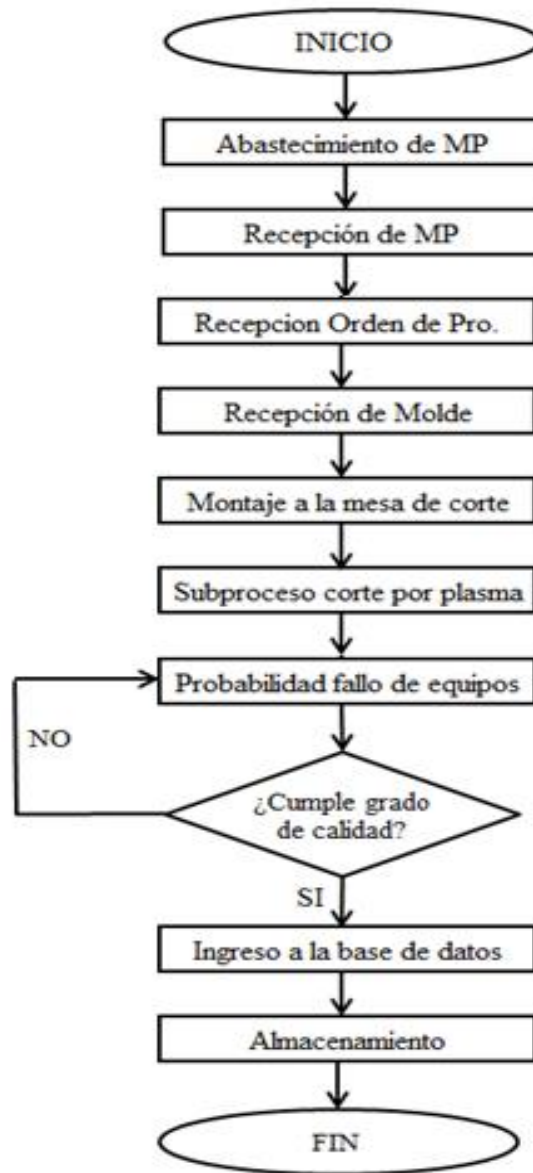 INICIO
Abastecimiento de MP
Recepción de MP
Recepcion Orden de Pro.
Recepción de Molde
Montaje a la mesa de corte
Subproceso corte por plasma
Probabilidad fallo de equipos
NO
¿Cumple grado
de calidad?
SI
Ingreso a la base de datos
Almacenamiento
FIN